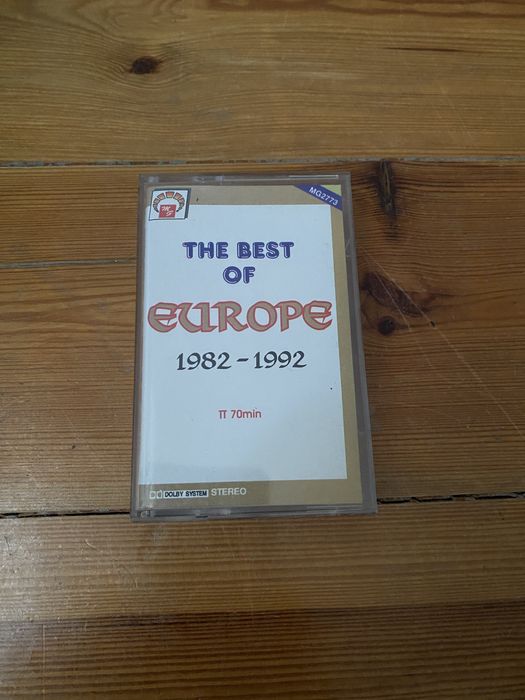 MG2773
THE BEST
OF
EUROPE
1982 - 1992
π 70min
DOLBY SYSTEM STEREO